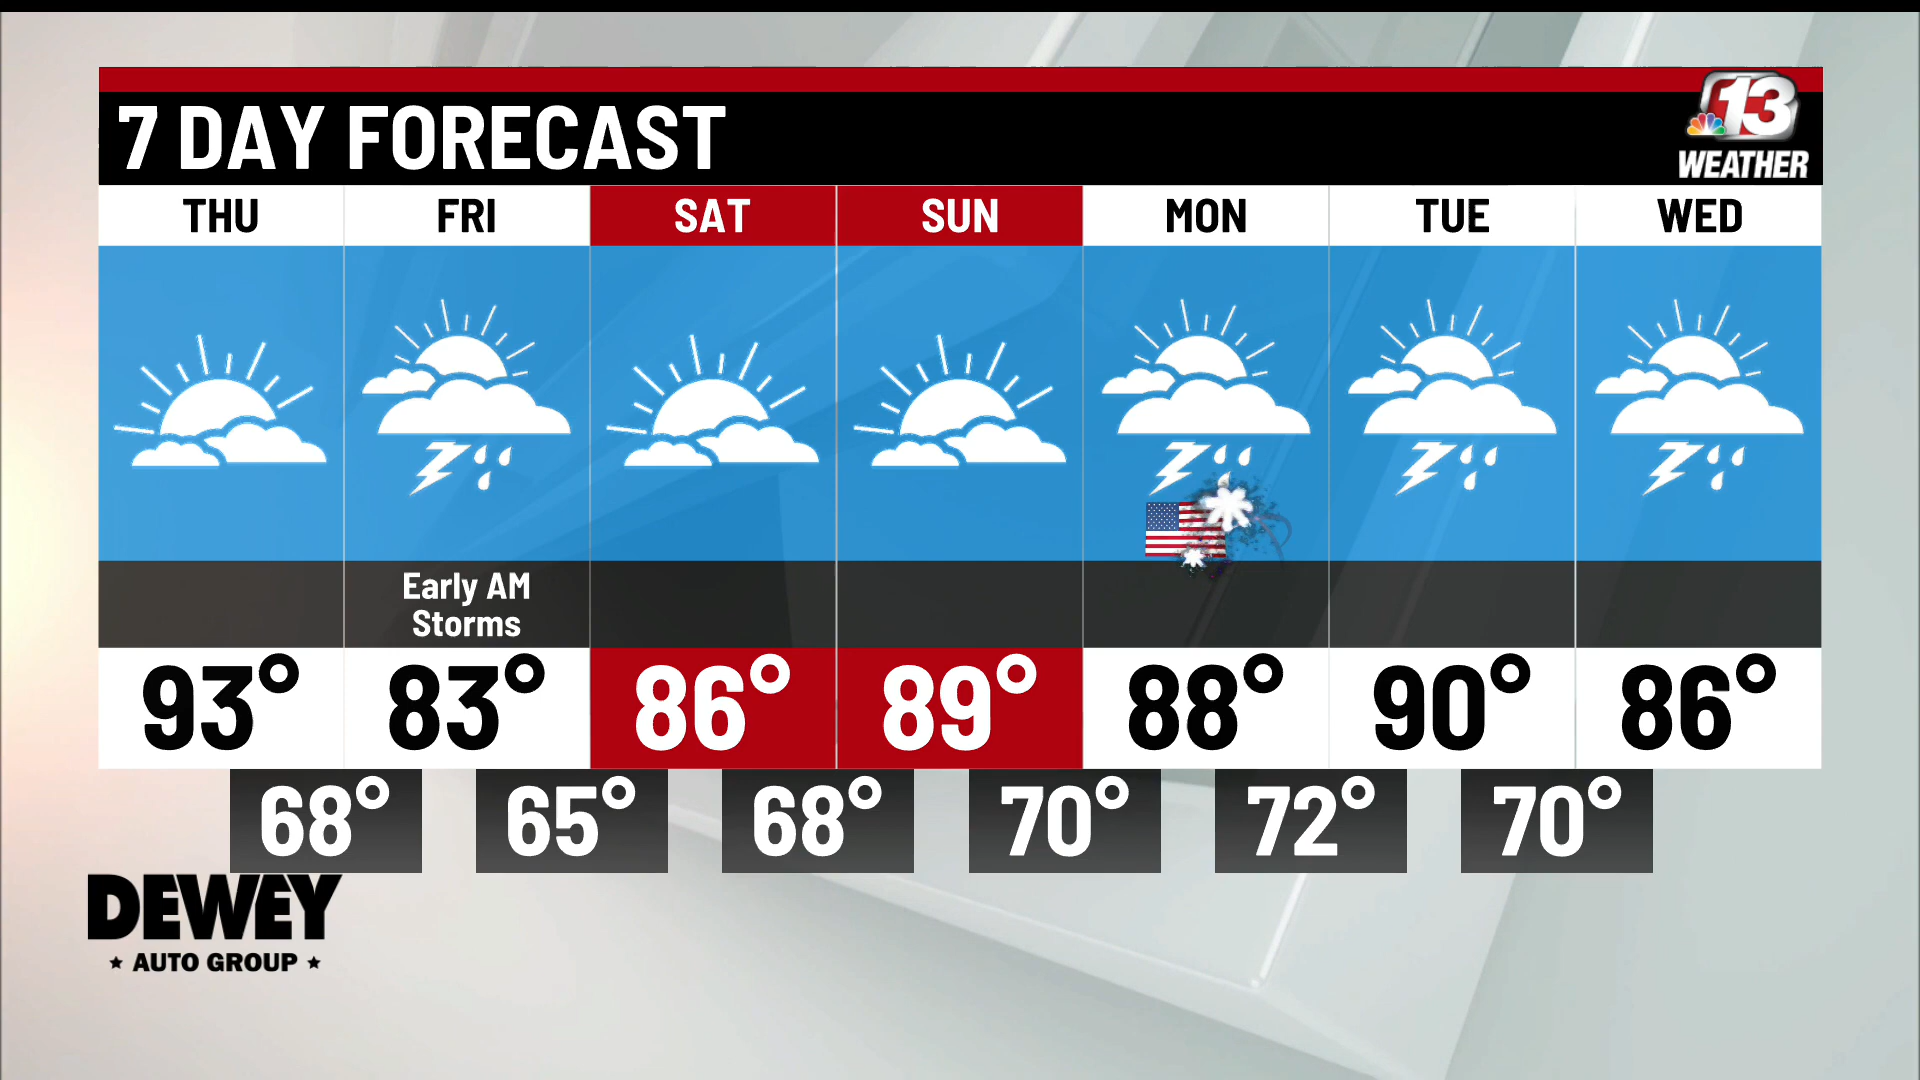 7 DAY FORECAST
13
WEATHER
THU FRI SAT SUN MON TUE WED
Early AM
Storms
93° 83° 86° 89° 88° 90° 86°
68° 65° 68° 70° 72° 70°
DEWEY
★ AUTO GROUP ★